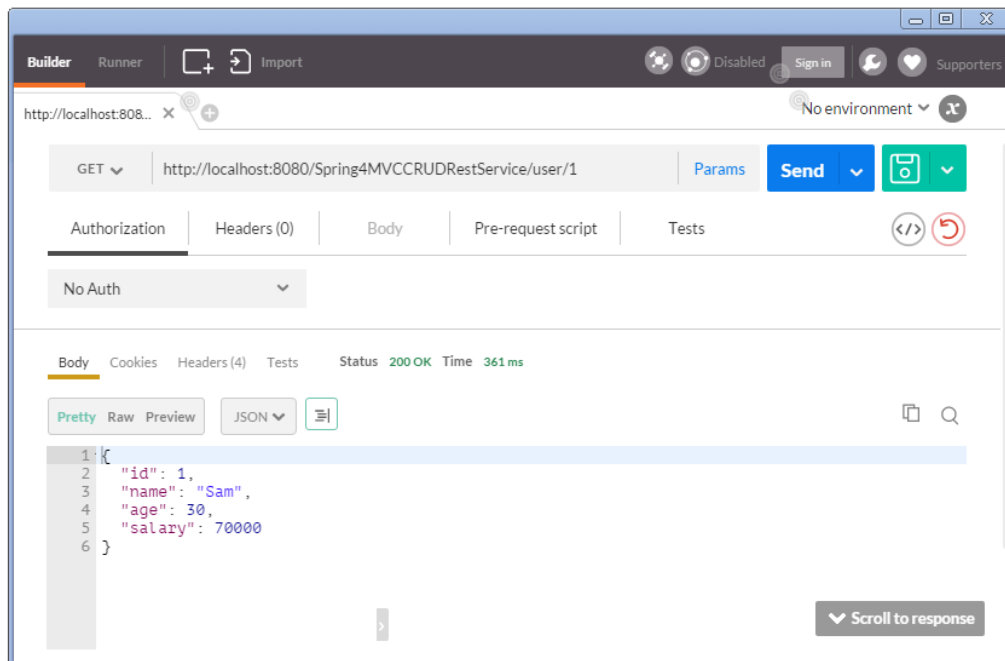 Builder Runner Import Disabled Sign in Supporters
http://localhost:808... No environment
GET http://localhost:8080/Spring4MVCCRUDRestService/user/1 Params Send
Authorization Headers (0) Body Pre-request script Tests
No Auth
Body Cookies Headers (4) Tests Status 200 OK Time 361 ms
Pretty Raw Preview JSON
1 {
2 "id": 1,
3 "name": "Sam",
4 "age": 30,
5 "salary": 70000
6 }
Scroll to response